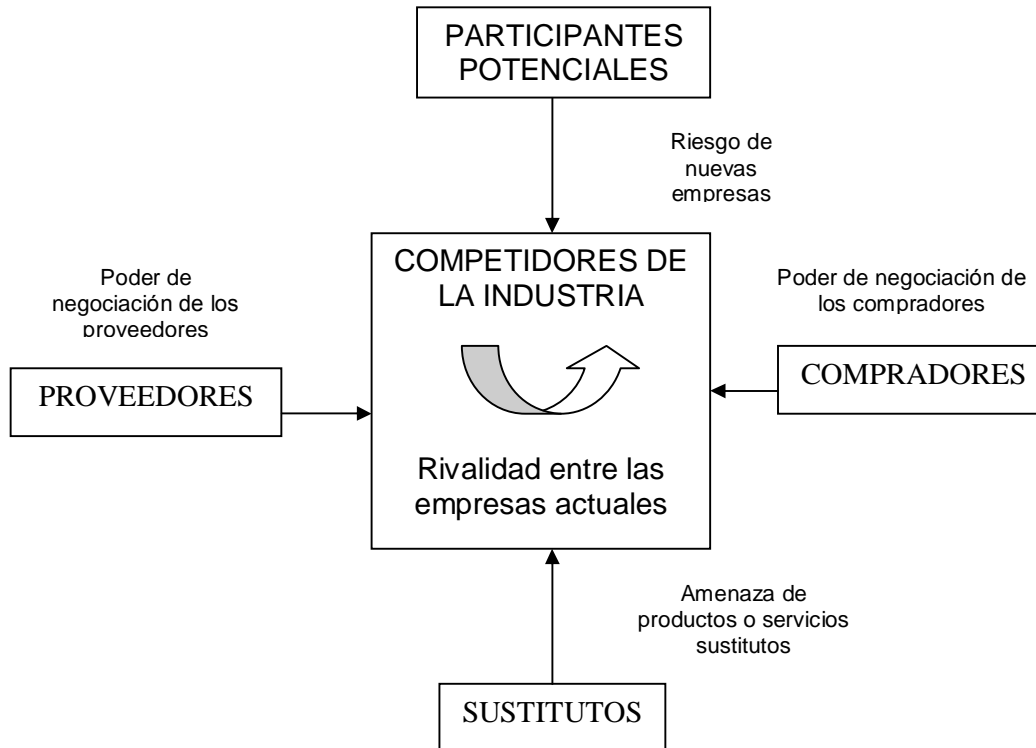 PARTICIPANTES
POTENCIALES
Riesgo de
nuevas
empresas
COMPETIDORES DE
LA INDUSTRIA
Poder de
negociación de los
proveedores
Poder de negociación de
los compradores
PROVEEDORES
COMPRADORES
Rivalidad entre las
empresas actuales
Amenaza de
productos o servicios
sustitutos
SUSTITUTOS